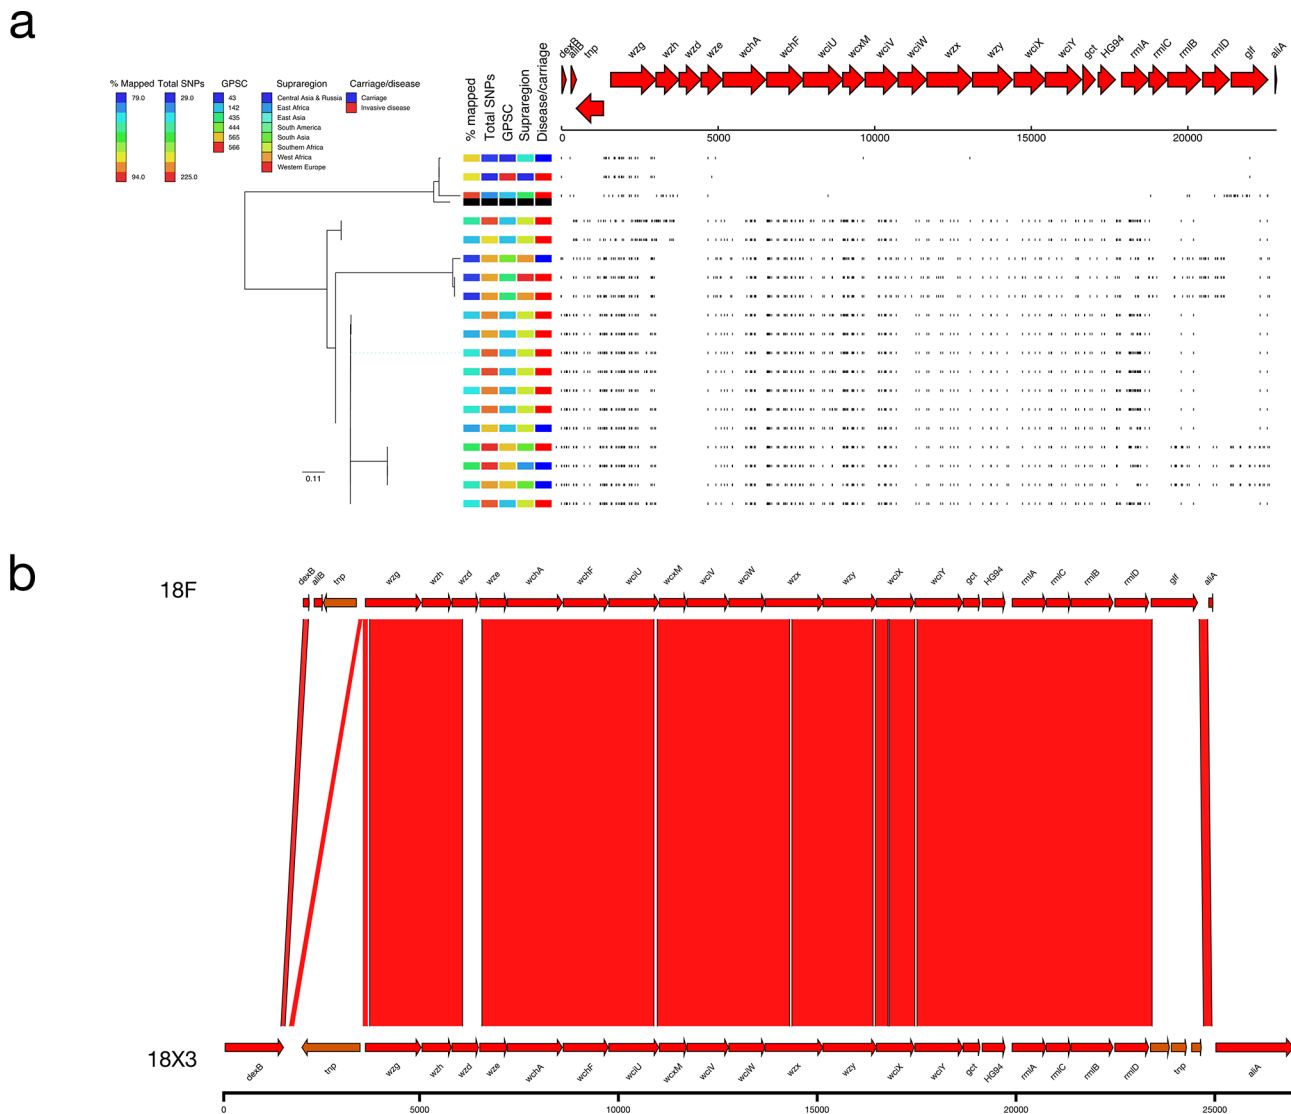 a
dexB aliB tnp wzg wzh wzd wze wchA wchF wciU wcxM wciV wciW wzx wzy wciX wciY gct HG94 rmlA rmlC rmlB rmlD glf aliA
% Mapped Total SNPs GPSC Supraregion Carriage/disease
79.0 29.0 43 Central Asia & Russia Carriage
142 East Africa Invasive disease
435 East Asia
444 South America
565 South Asia
566 Southern Africa
West Africa
94.0 225.0 Western Europe
% mapped
Total SNPs
GPSC
Supraregion
Disease/carriage
0 5000 10000 15000 20000
0.11
b
18F
dexB aliB tnp wzg wzh wzd wze wchA wchF wciU wcxM wciV wciW wzx wzy wciX wciY gct HG94 rmlA rmlC rmlB rmlD glf aliA
18X3
dexB tnp wzg wzh wzd wze wchA wchF wciU wcxM wciV wciW wzx wzy wciX wciY gct HG94 rmlA rmlC rmlB rmlD tnp aliA
0 5000 10000 15000 20000 25000